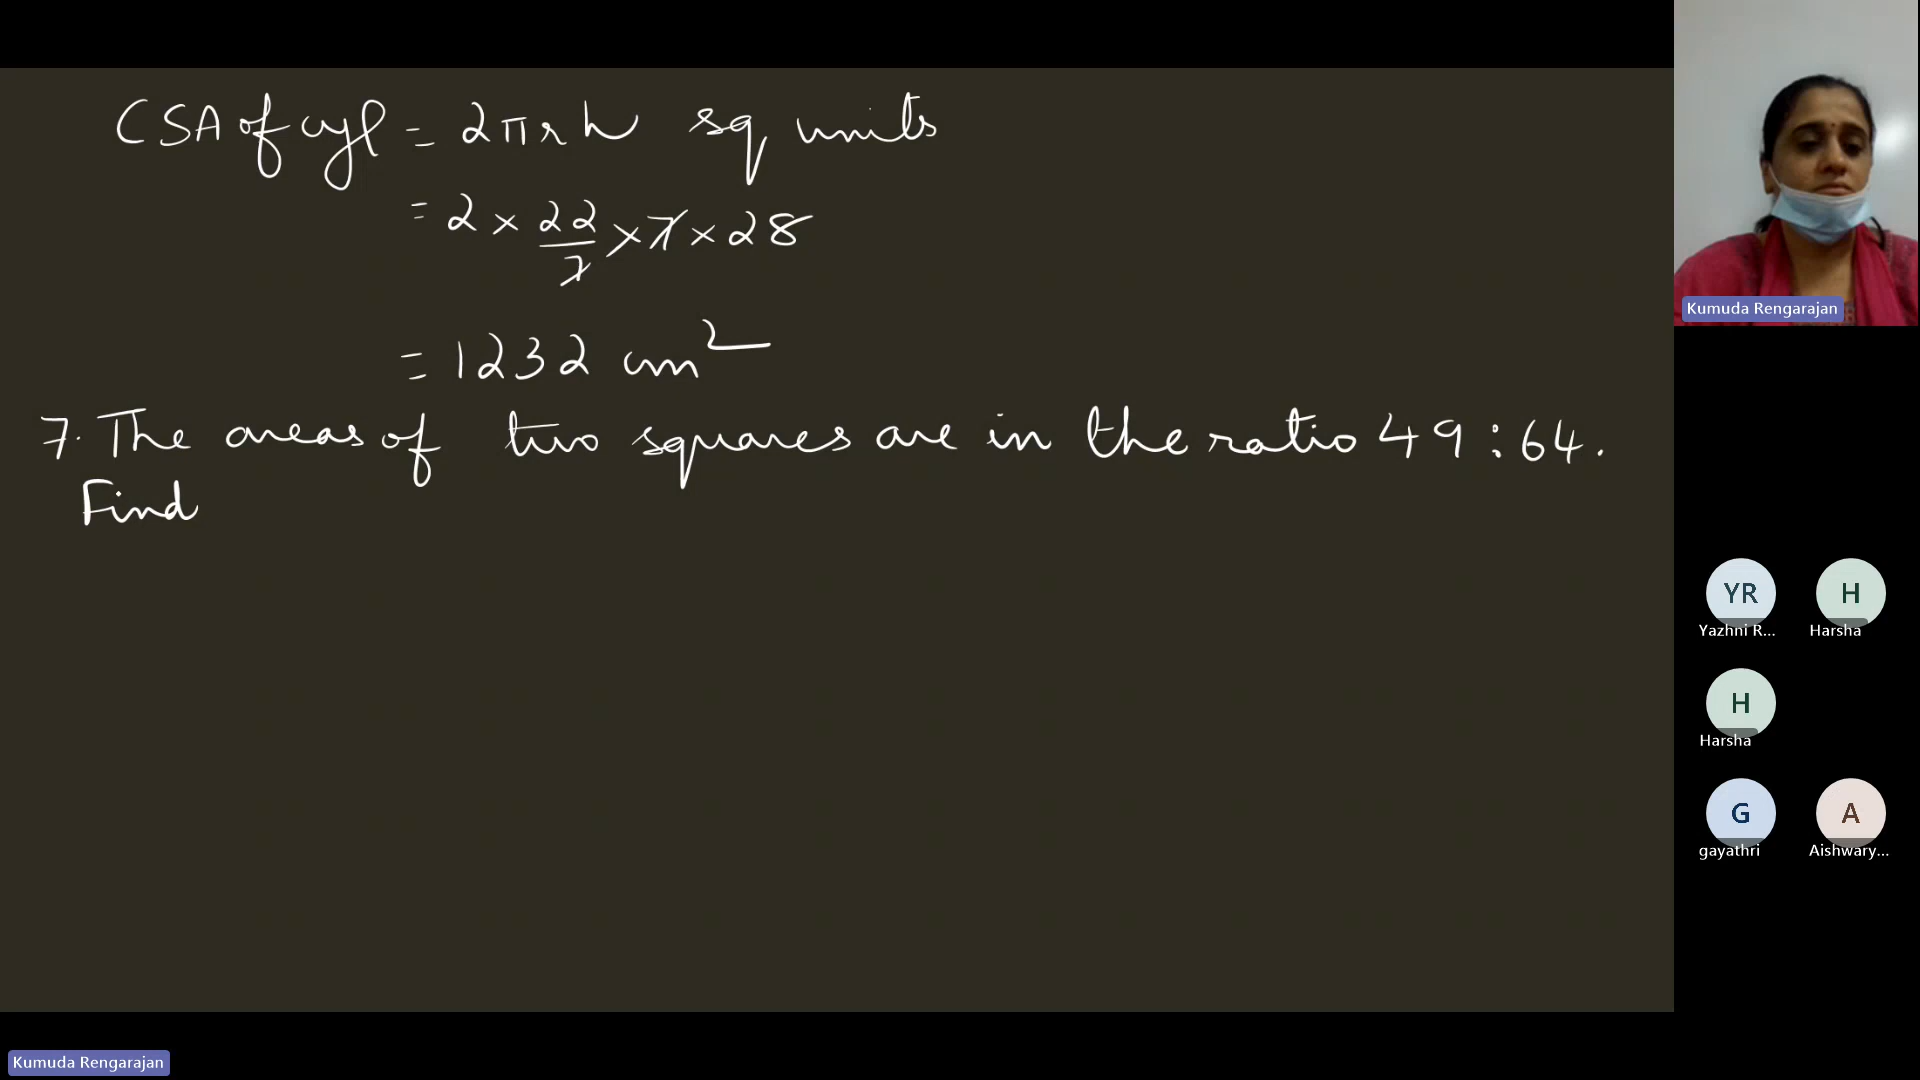 CSA of cyl = 2πrh sq units
= 2 × 22/7 × 7 × 28
= 1232 cm²
7. The areas of two squares are in the ratio 49 : 64.
Find
Kumuda Rengarajan
YR
Yazhni R...
H
Harsha
H
Harsha
G
gayathri
A
Aishwary...
Kumuda Rengarajan